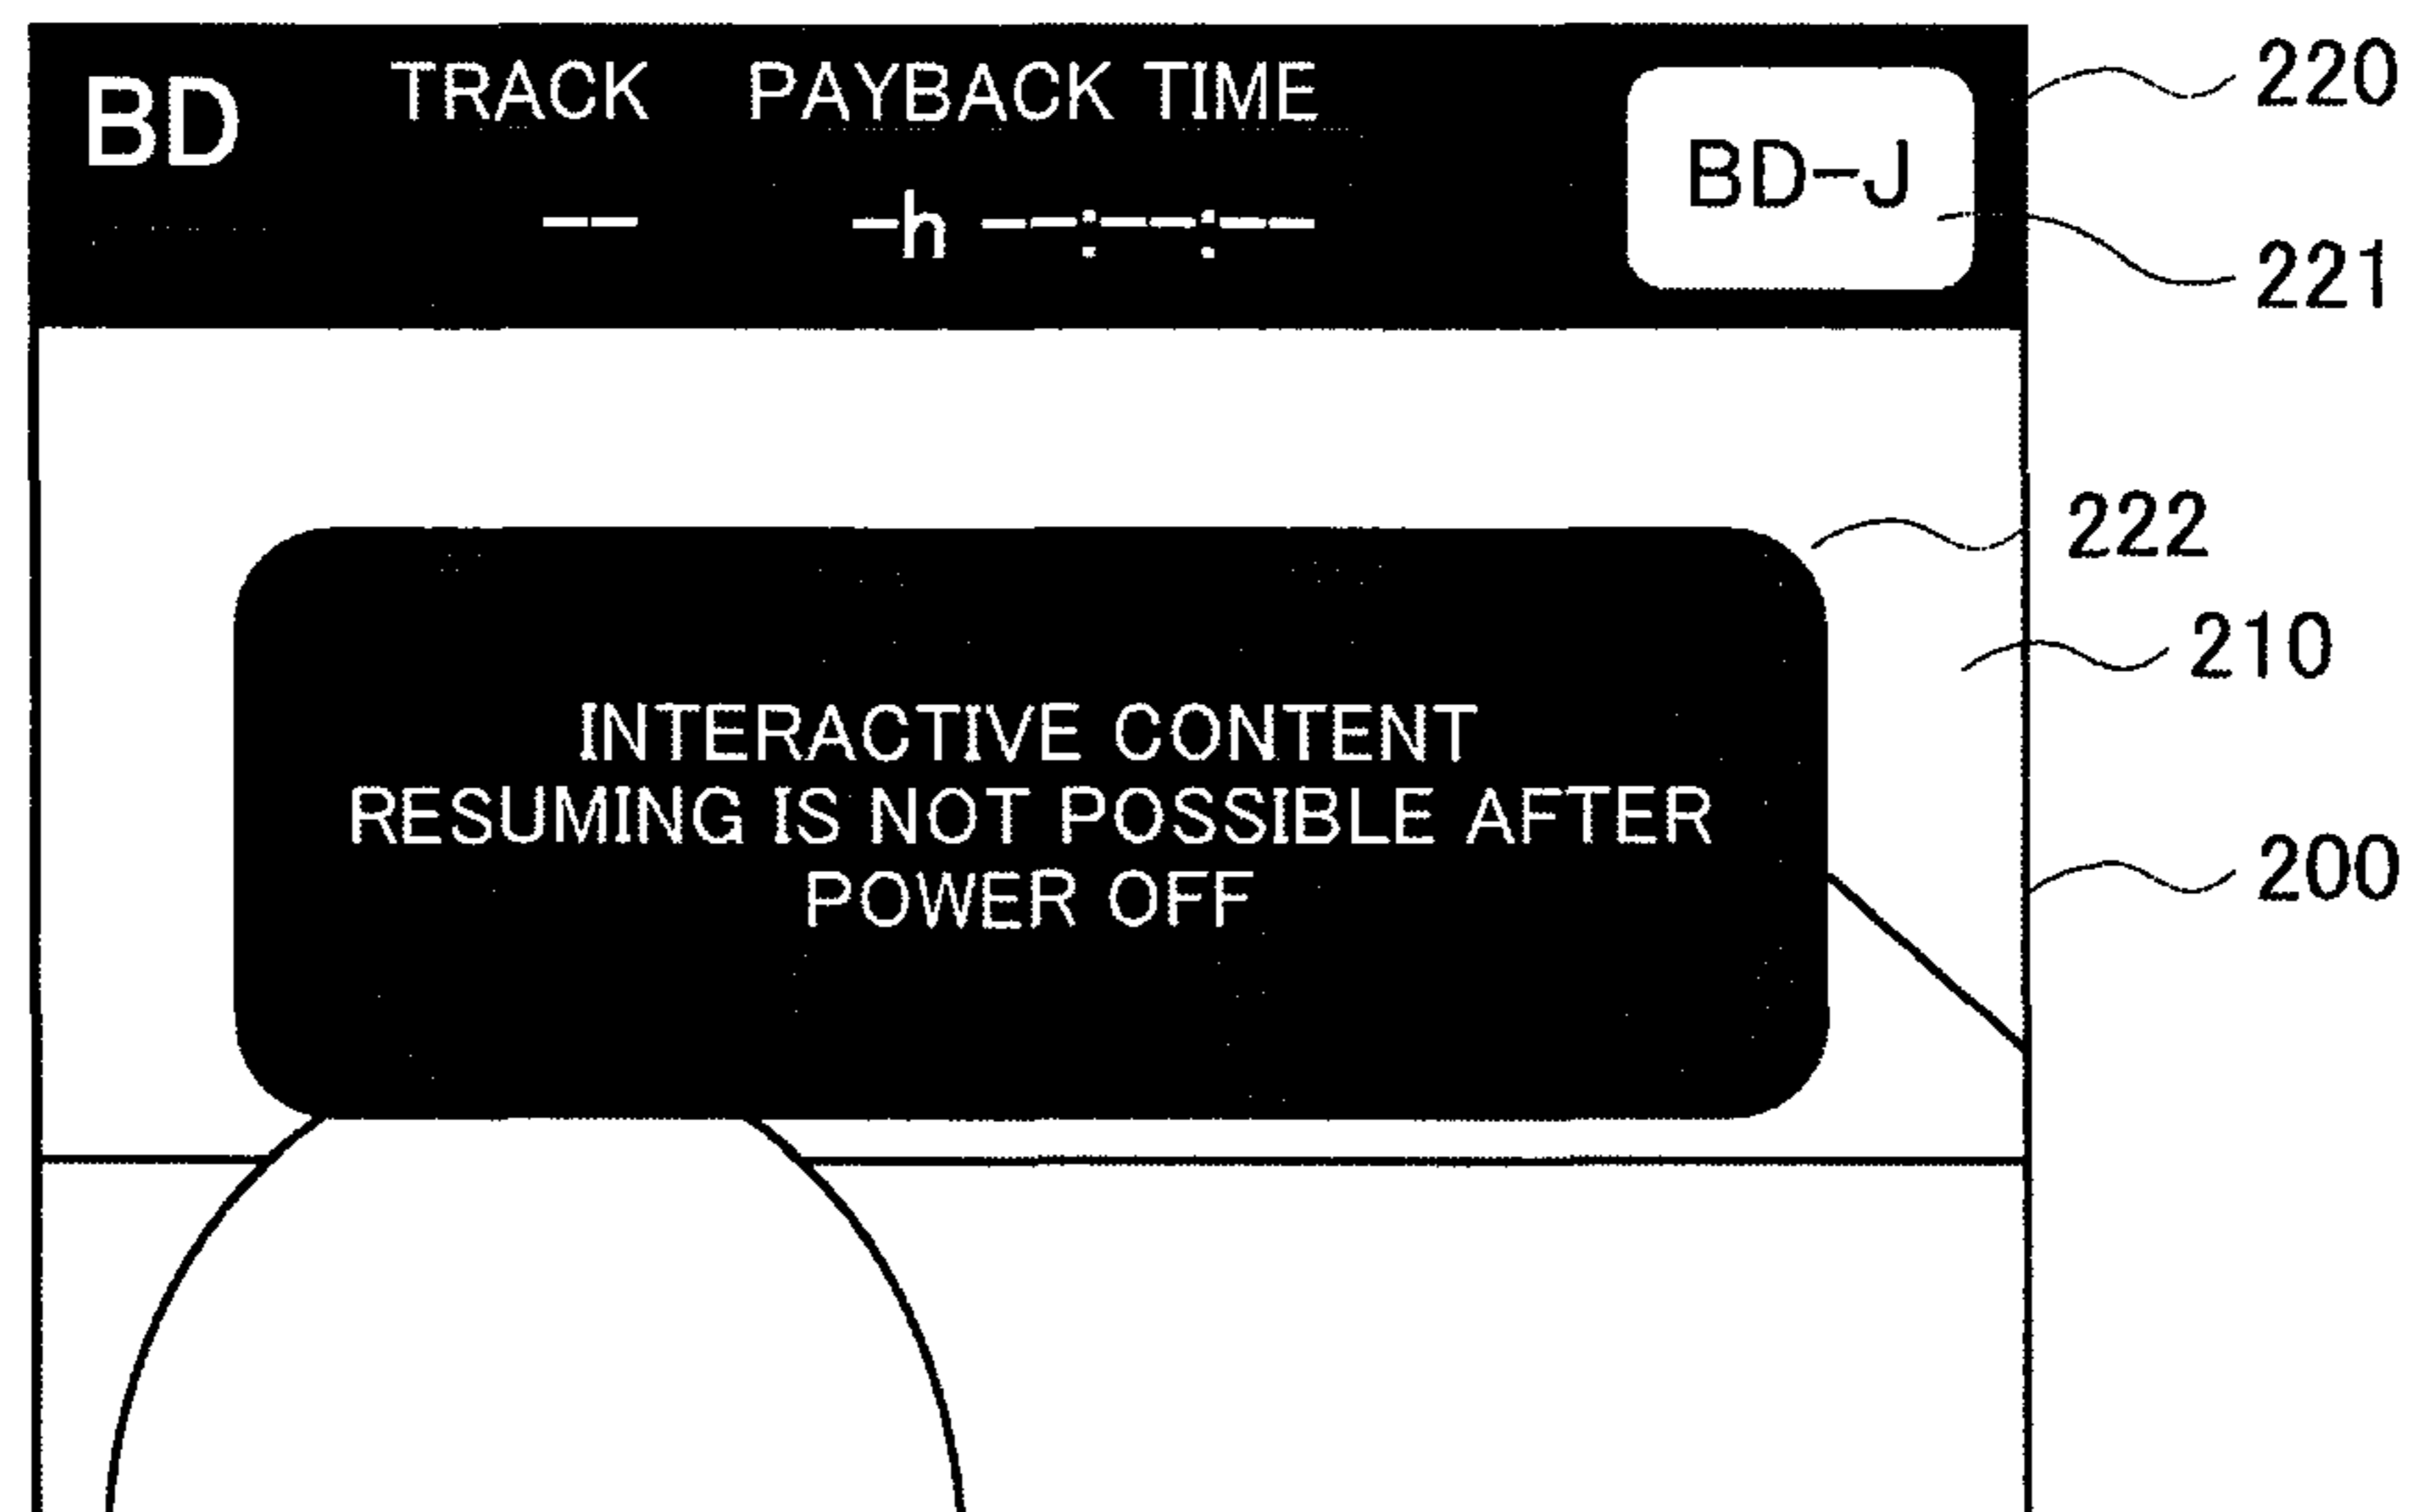 BD TRACK PAYBACK TIME
-- -h --:--:--
BD-J
220
221
222
210
INTERACTIVE CONTENT
RESUMING IS NOT POSSIBLE AFTER
POWER OFF
200